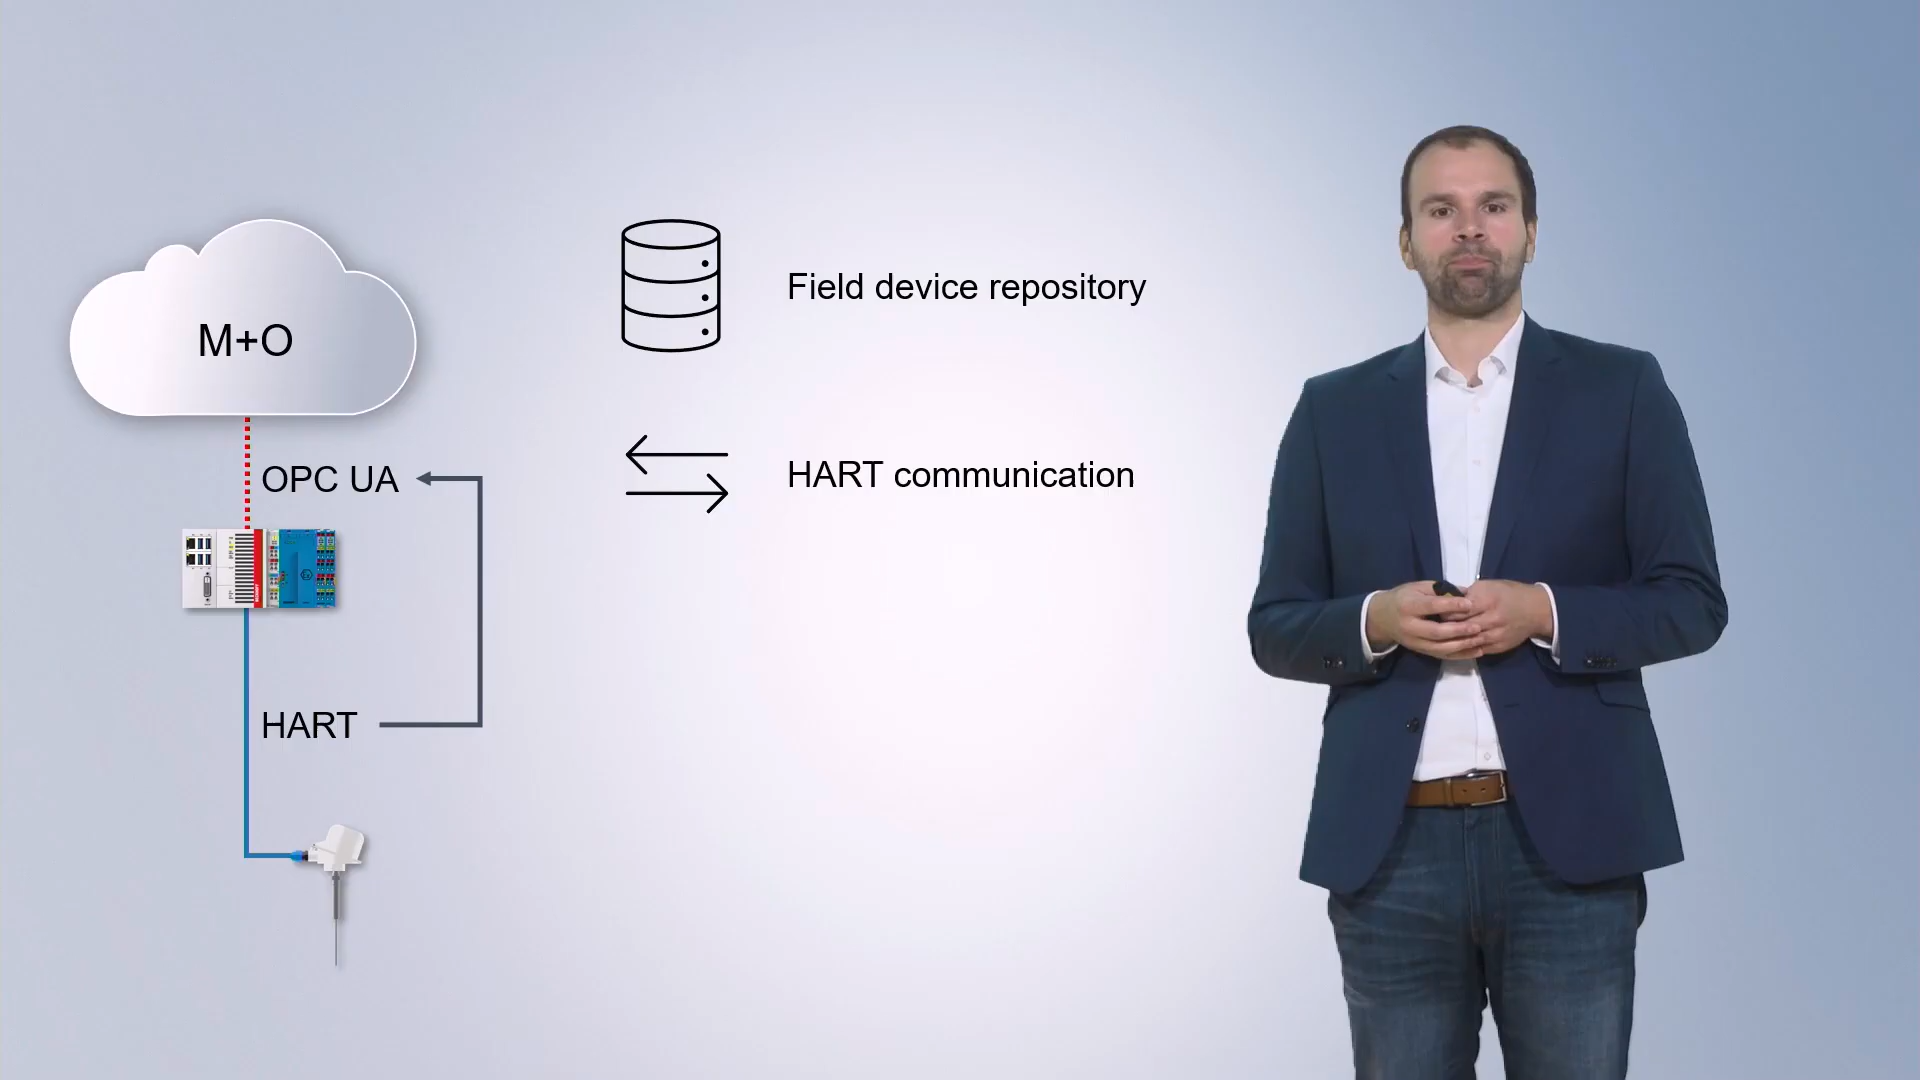 M+O
OPC UA
HART
Field device repository
HART communication